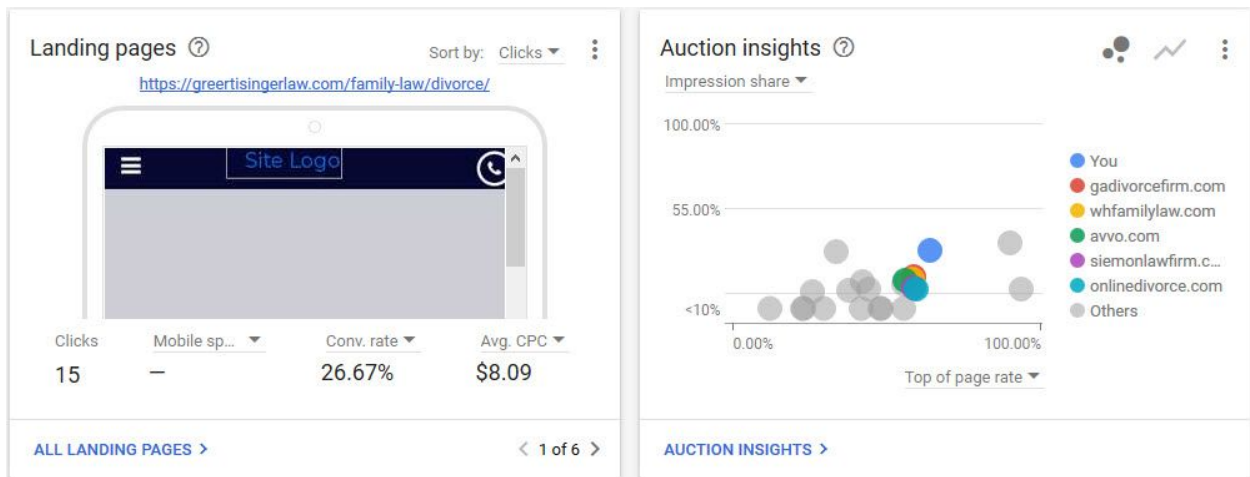 Landing pages
Sort by: Clicks
https://greertisingerlaw.com/family-law/divorce/
Site Logo
Clicks Mobile sp... Conv. rate Avg. CPC
15 — 26.67% $8.09
ALL LANDING PAGES > < 1 of 6 >
Auction insights
Impression share
100.00%
55.00%
<10%
0.00% 100.00%
Top of page rate
You
gadivorcefirm.com
whfamilylaw.com
avvo.com
siemonlawfirm.c...
onlinedivorce.com
Others
AUCTION INSIGHTS >